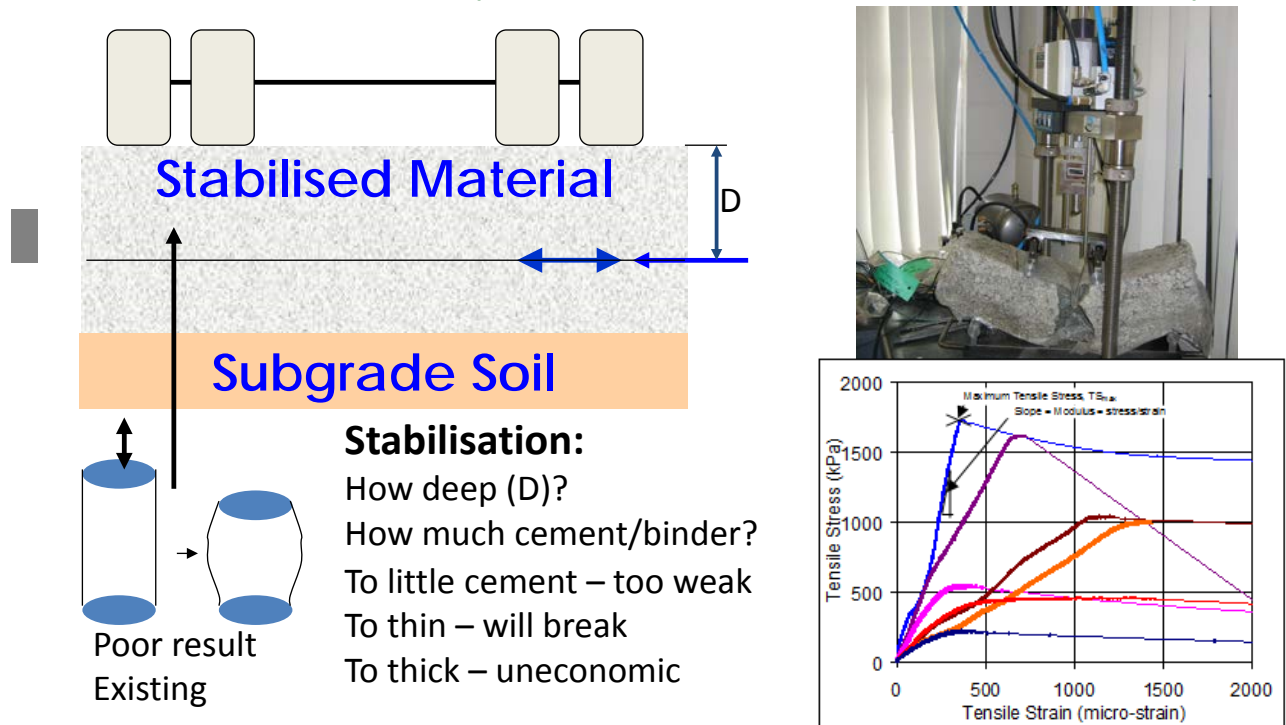 Stabilised Material
D
Subgrade Soil
Poor result
Existing
Stabilisation:
How deep (D)?
How much cement/binder?
To little cement – too weak
To thin – will break
To thick – uneconomic
2000
1500
1000
500
0
Tensile Stress (kPa)
Maximum Tensile Stress, TSmax
Slope = Modulus = stress/strain
0 500 1000 1500 2000
Tensile Strain (micro-strain)